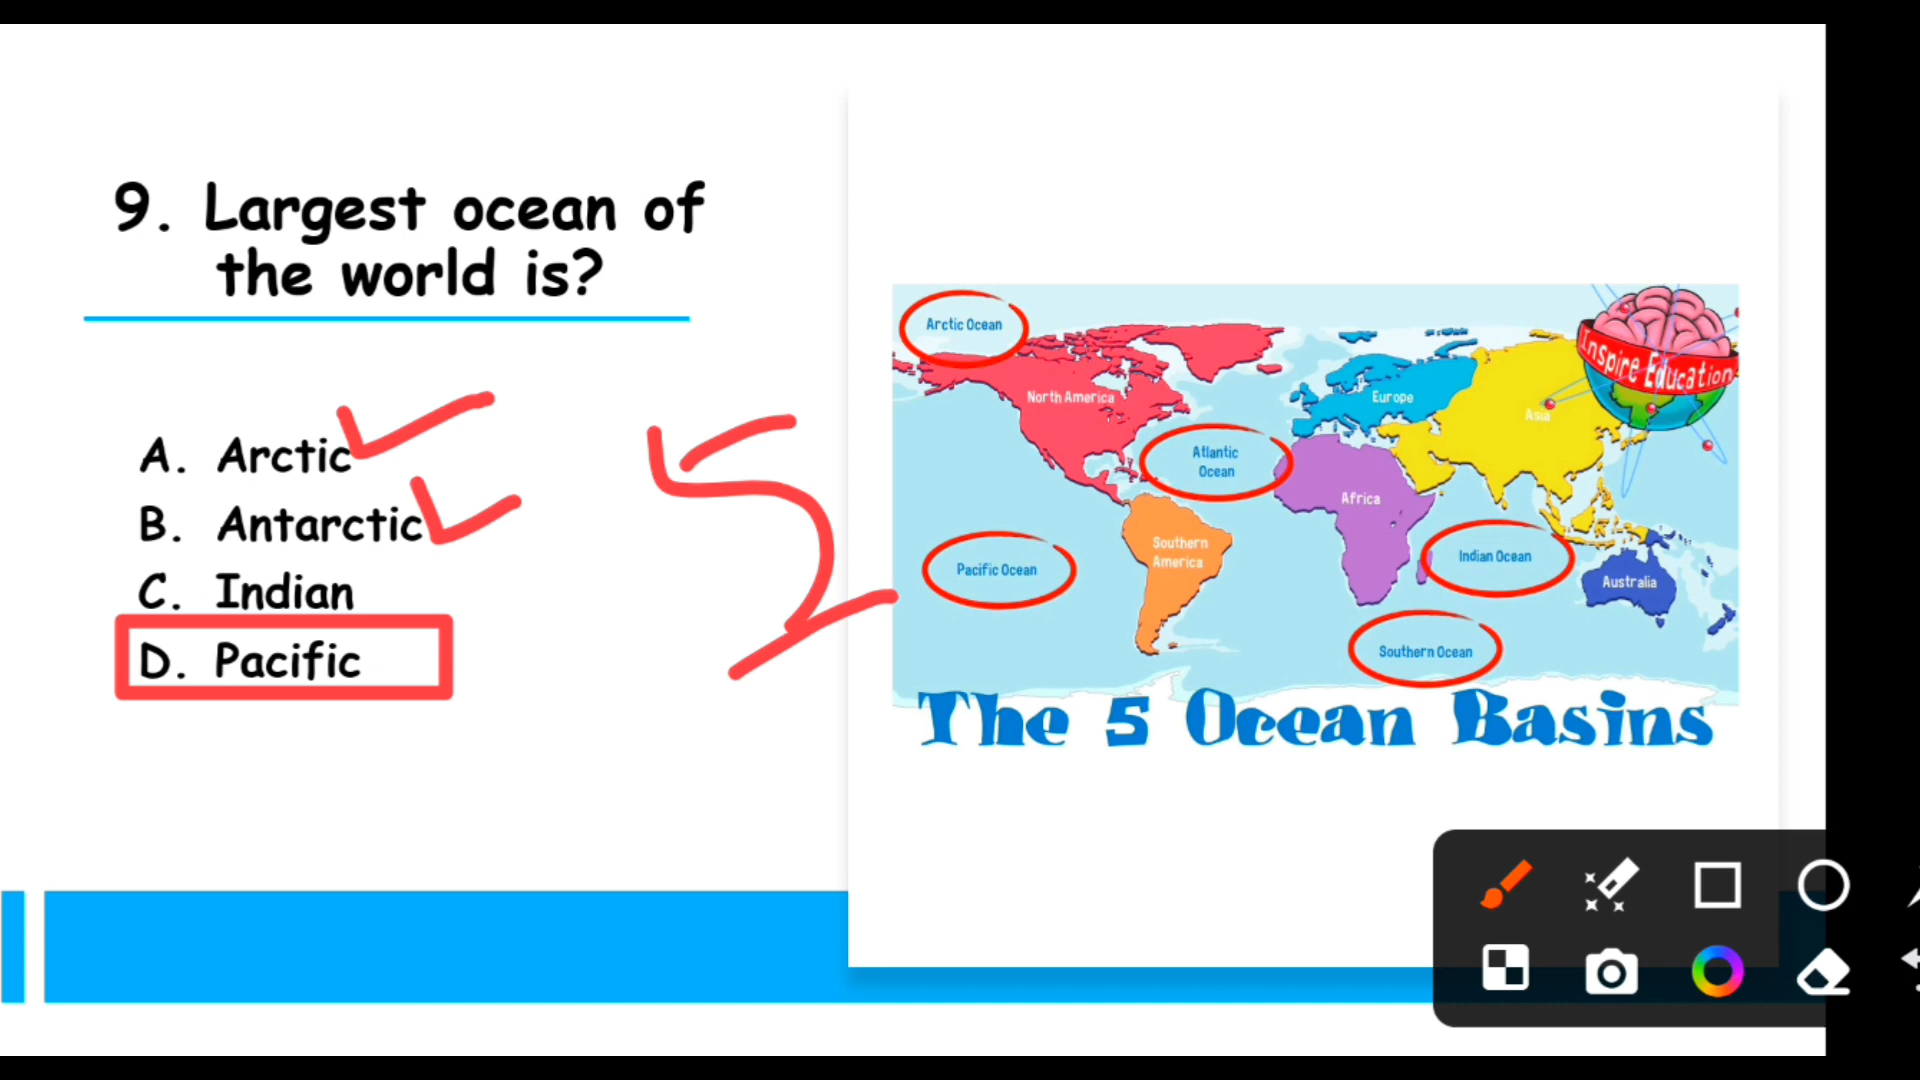 9. Largest ocean of
the world is?
A. Arctic
B. Antarctic
C. Indian
D. Pacific
5
Arctic Ocean
North America
Europe
Asia
Inspire Education
Atlantic
Ocean
Africa
Pacific Ocean
Southern
America
Indian Ocean
Australia
Southern Ocean
The 5 Ocean Basins